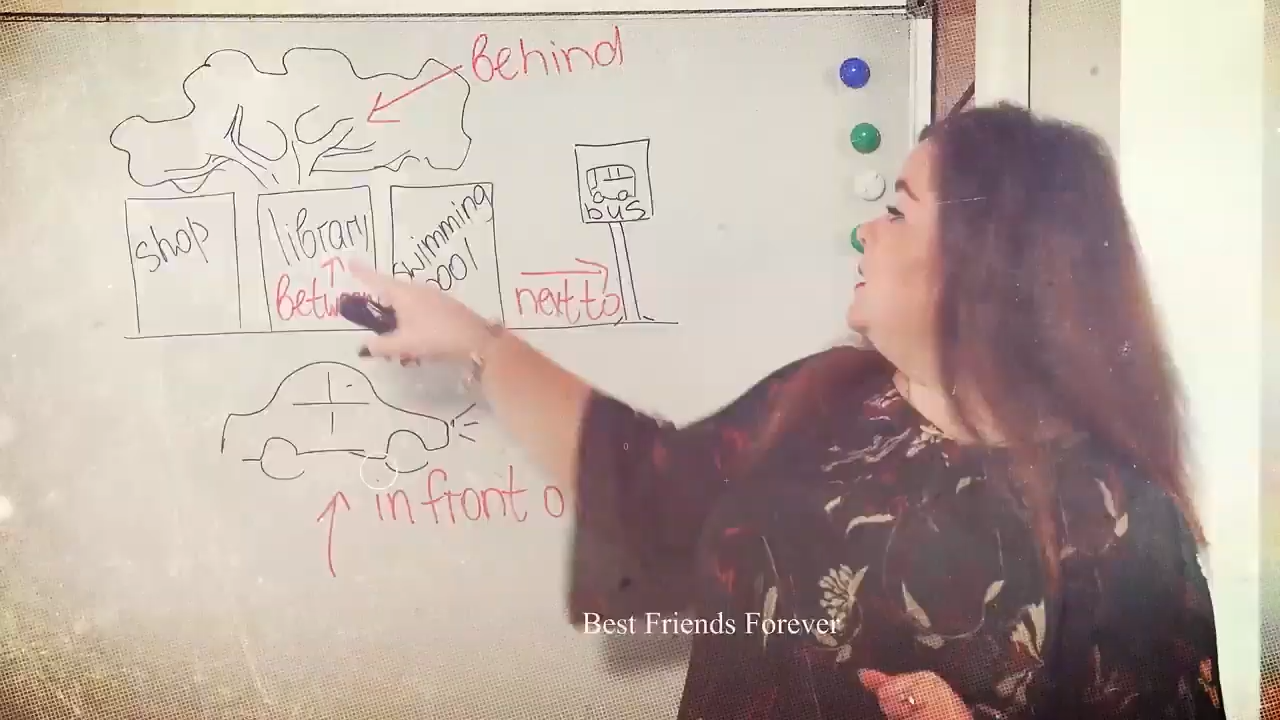 Behind
bus
shop
library
swimming
next to
in front o
Best Friends Forever